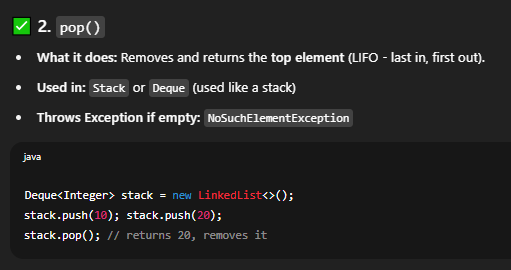 ✅ 2. pop()
• What it does: Removes and returns the top element (LIFO - last in, first out).
• Used in: Stack or Deque (used like a stack)
• Throws Exception if empty: NoSuchElementException
java
Deque<Integer> stack = new LinkedList<>();
stack.push(10); stack.push(20);
stack.pop(); // returns 20, removes it